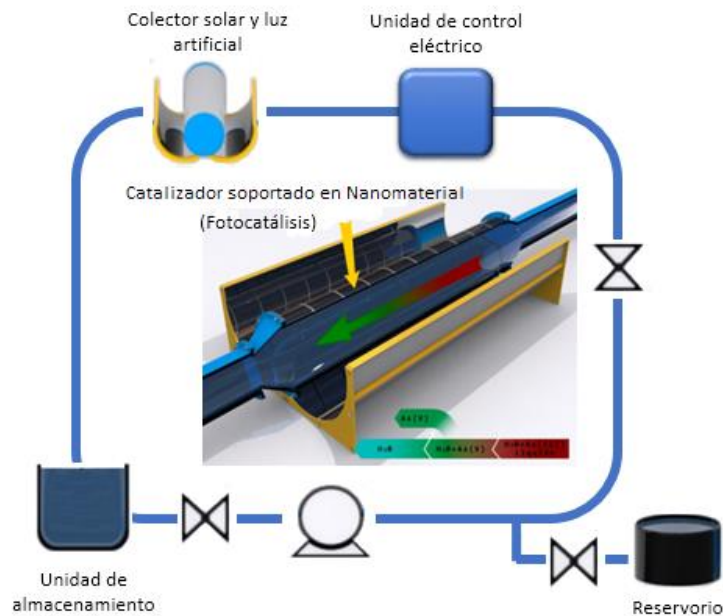 Colector solar y luz
artificial
Unidad de control
eléctrico
Catalizador soportado en Nanomaterial
(Fotocatálisis)
Unidad de
almacenamiento
Reservorio